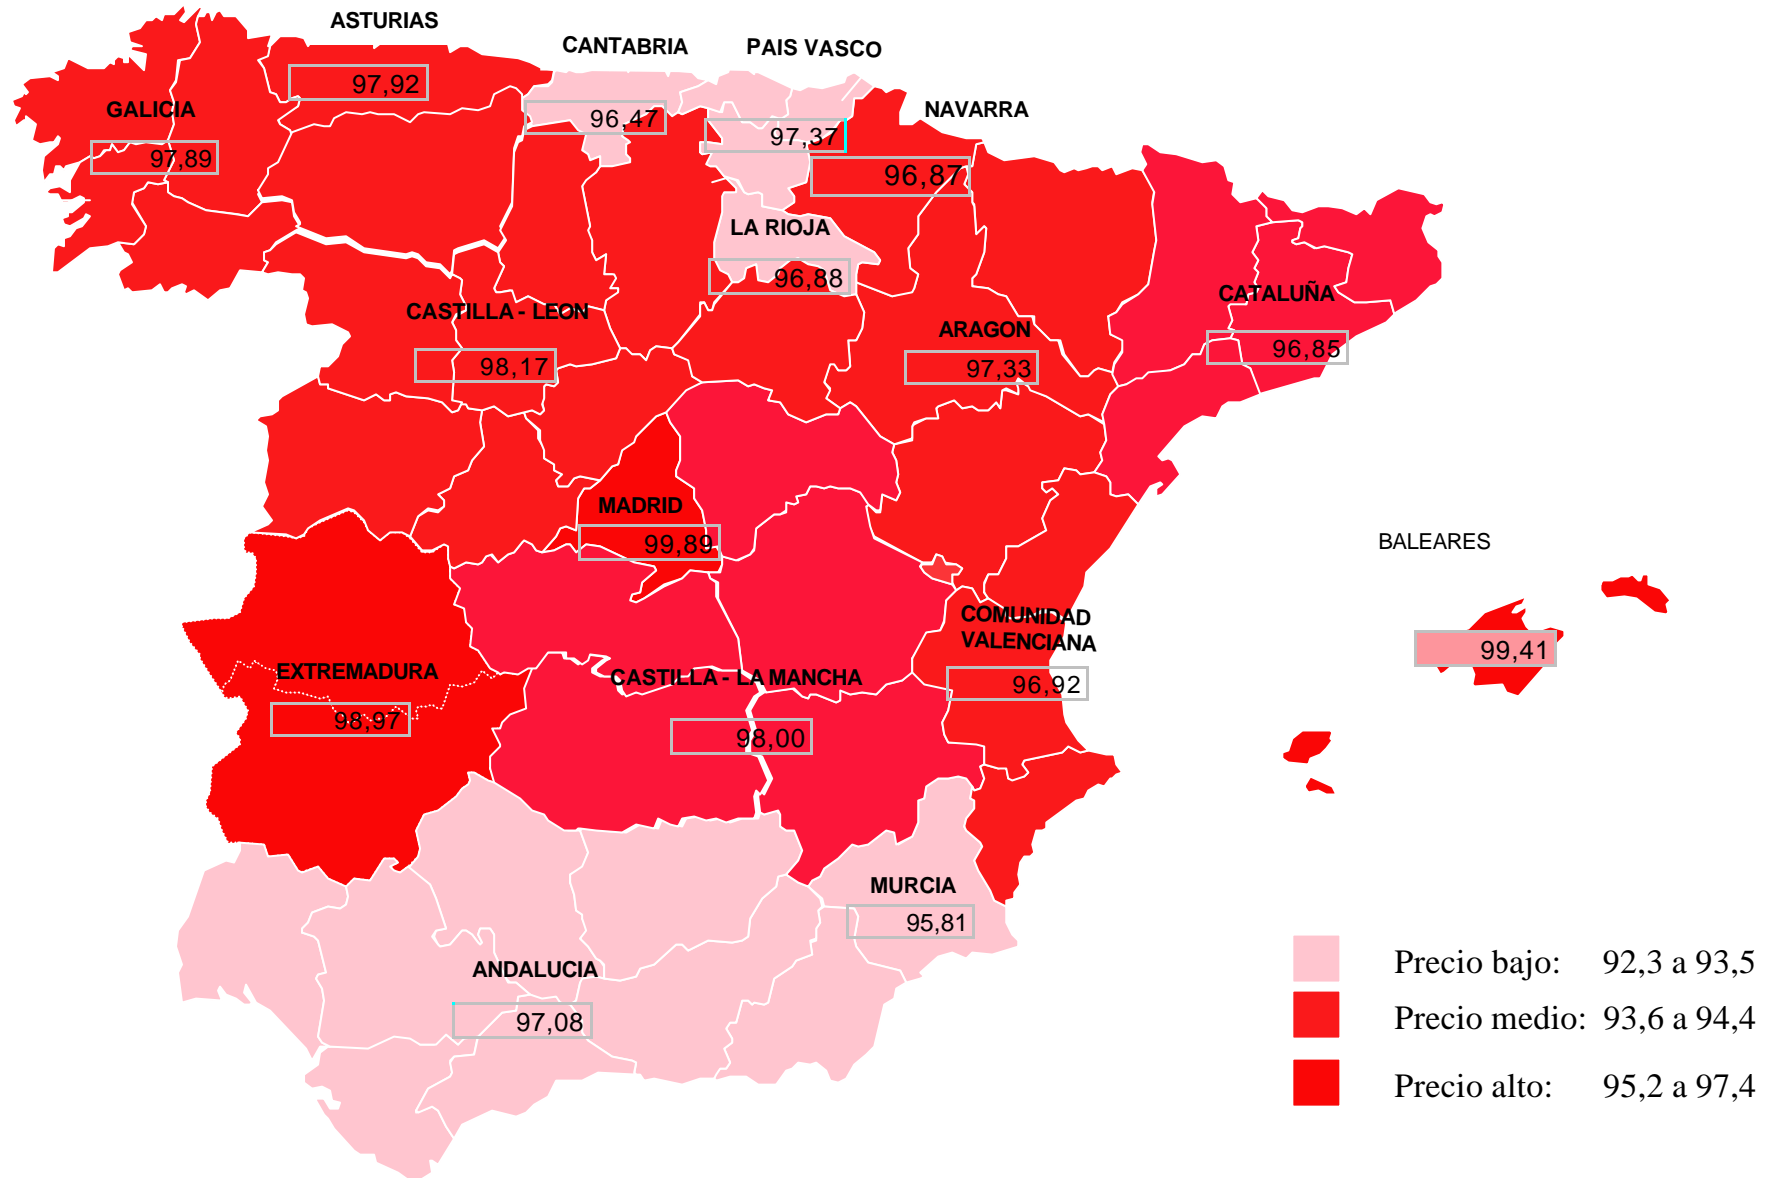 ASTURIAS
97,92
CANTABRIA
96,47
PAIS VASCO
97,37
GALICIA
97,89
NAVARRA
96,87
LA RIOJA
96,88
CASTILLA - LEON
98,17
ARAGON
97,33
CATALUÑA
96,85
MADRID
99,89
BALEARES
99,41
COMUNIDAD
VALENCIANA
96,92
EXTREMADURA
98,97
CASTILLA - LA MANCHA
98,00
MURCIA
95,81
ANDALUCIA
97,08
Precio bajo: 92,3 a 93,5
Precio medio: 93,6 a 94,4
Precio alto: 95,2 a 97,4